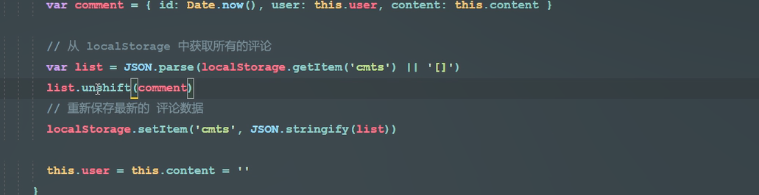 var comment = { id: Date.now(), user: this.user, content: this.content }
// 从 localStorage 中获取所有的评论
var list = JSON.parse(localStorage.getItem('cmts') || '[]')
list.unshift(comment)
// 重新保存最新的 评论数据
localStorage.setItem('cmts', JSON.stringify(list))
this.user = this.content = ''
}